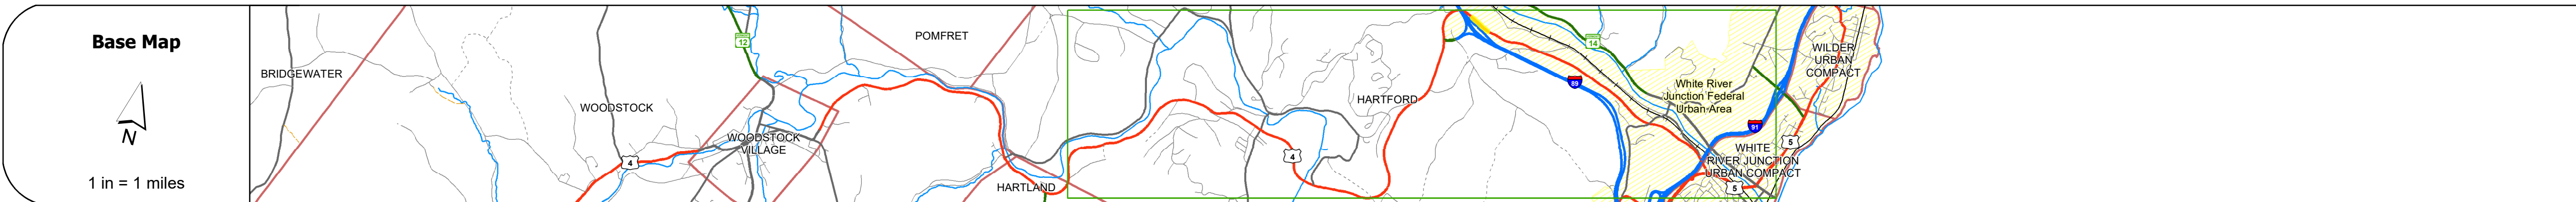 Base Map
N
1 in = 1 miles
BRIDGEWATER
WOODSTOCK
4
12
WOODSTOCK
VILLAGE
POMFRET
HARTLAND
4
HARTFORD
89
14
White River
Junction Federal
Urban Area
WILDER
URBAN
COMPACT
91
5
WHITE
RIVER JUNCTION
URBAN COMPACT
5